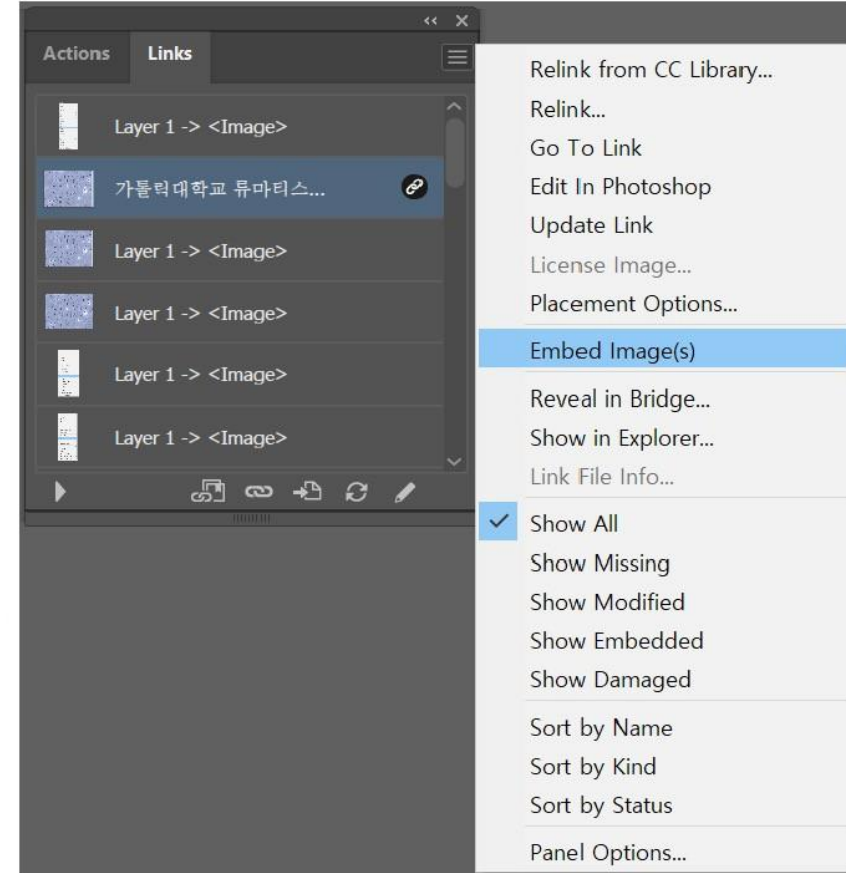 Actions Links
Layer 1 -> <Image>
가톨릭대학교 류마티스...
Layer 1 -> <Image>
Layer 1 -> <Image>
Layer 1 -> <Image>
Layer 1 -> <Image>
Relink from CC Library...
Relink...
Go To Link
Edit In Photoshop
Update Link
License Image...
Placement Options...
Embed Image(s)
Reveal in Bridge...
Show in Explorer...
Link File Info...
Show All
Show Missing
Show Modified
Show Embedded
Show Damaged
Sort by Name
Sort by Kind
Sort by Status
Panel Options...